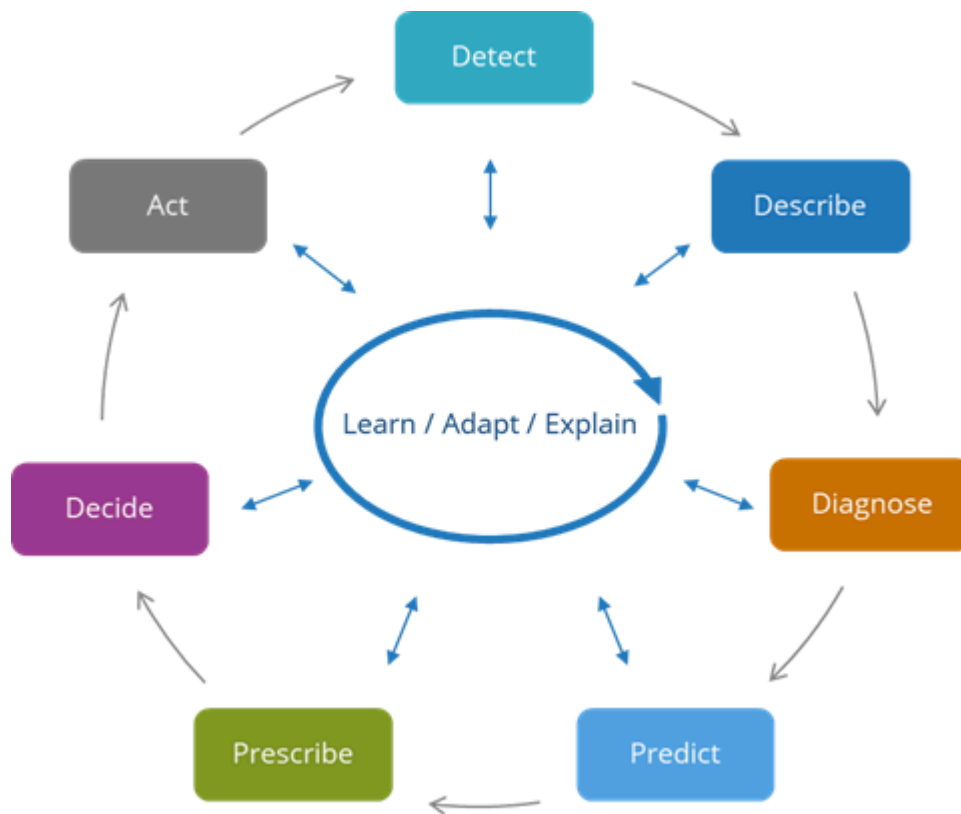 Detect
Describe
Diagnose
Predict
Prescribe
Decide
Act
Learn / Adapt / Explain